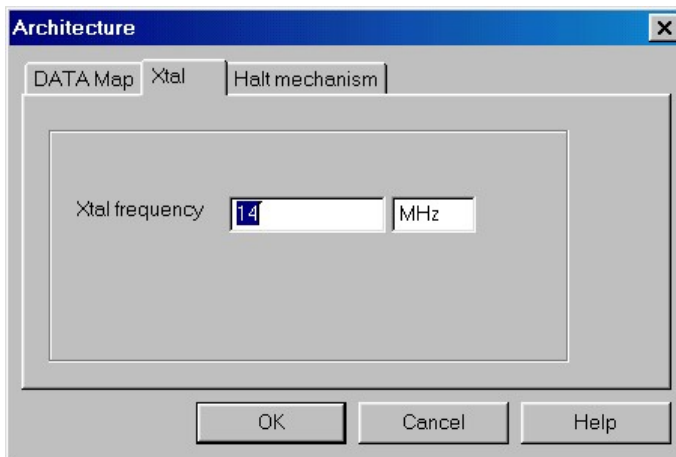 Architecture
DATA Map Xtal Halt mechanism
Xtal frequency 14 MHz
OK Cancel Help